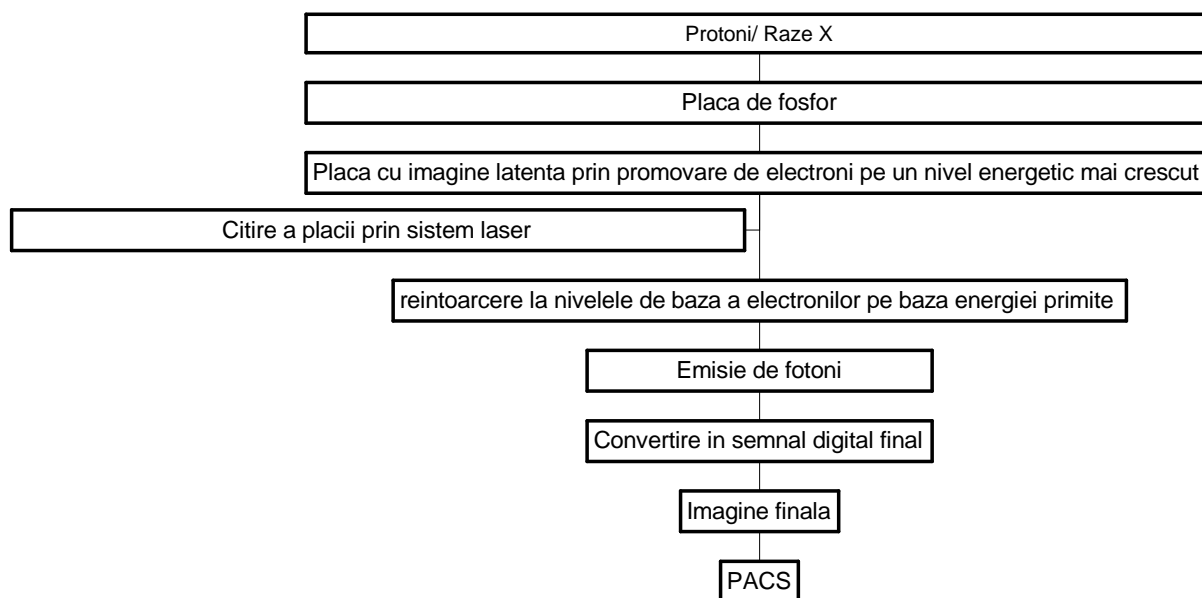 Protoni/ Raze X
Placa de fosfor
Placa cu imagine latenta prin promovare de electroni pe un nivel energetic mai crescut
Citire a placii prin sistem laser
reintoarcere la nivelele de baza a electronilor pe baza energiei primite
Emisie de fotoni
Convertire in semnal digital final
Imagine finala
PACS